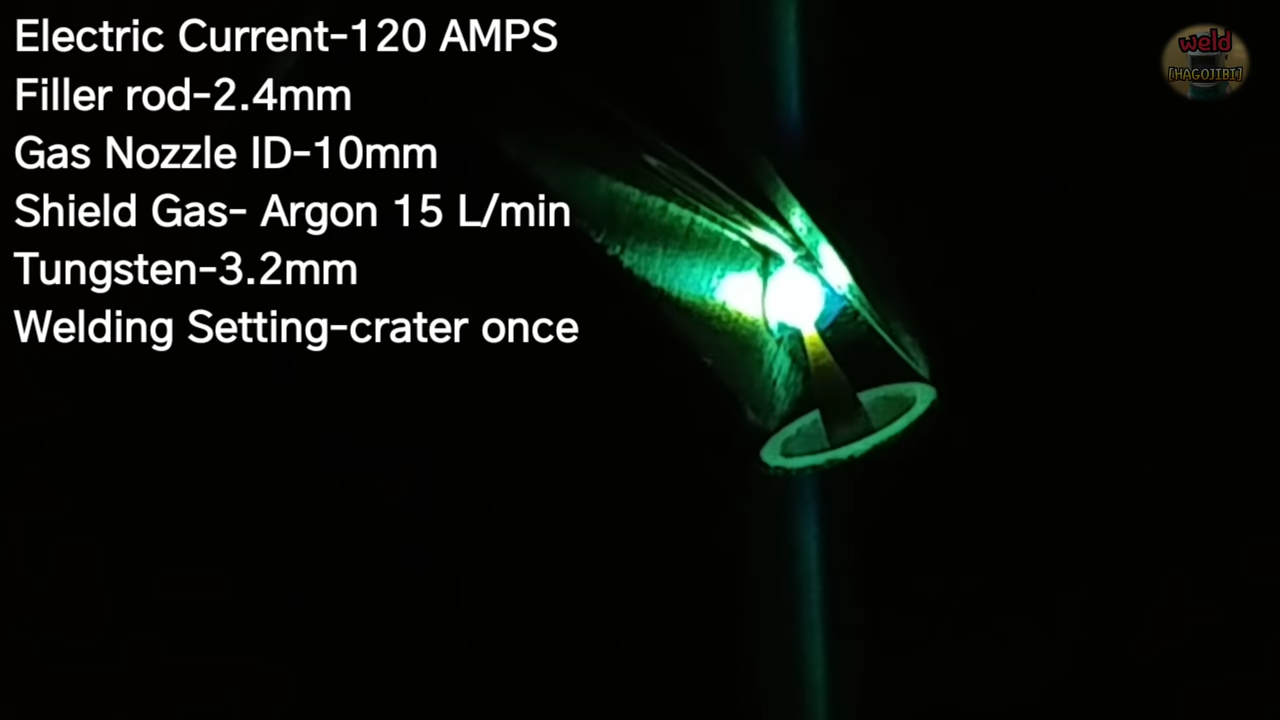 Electric Current-120 AMPS
Filler rod-2.4mm
Gas Nozzle ID-10mm
Shield Gas- Argon 15 L/min
Tungsten-3.2mm
Welding Setting-crater once
weld
[HAGOJIBI]